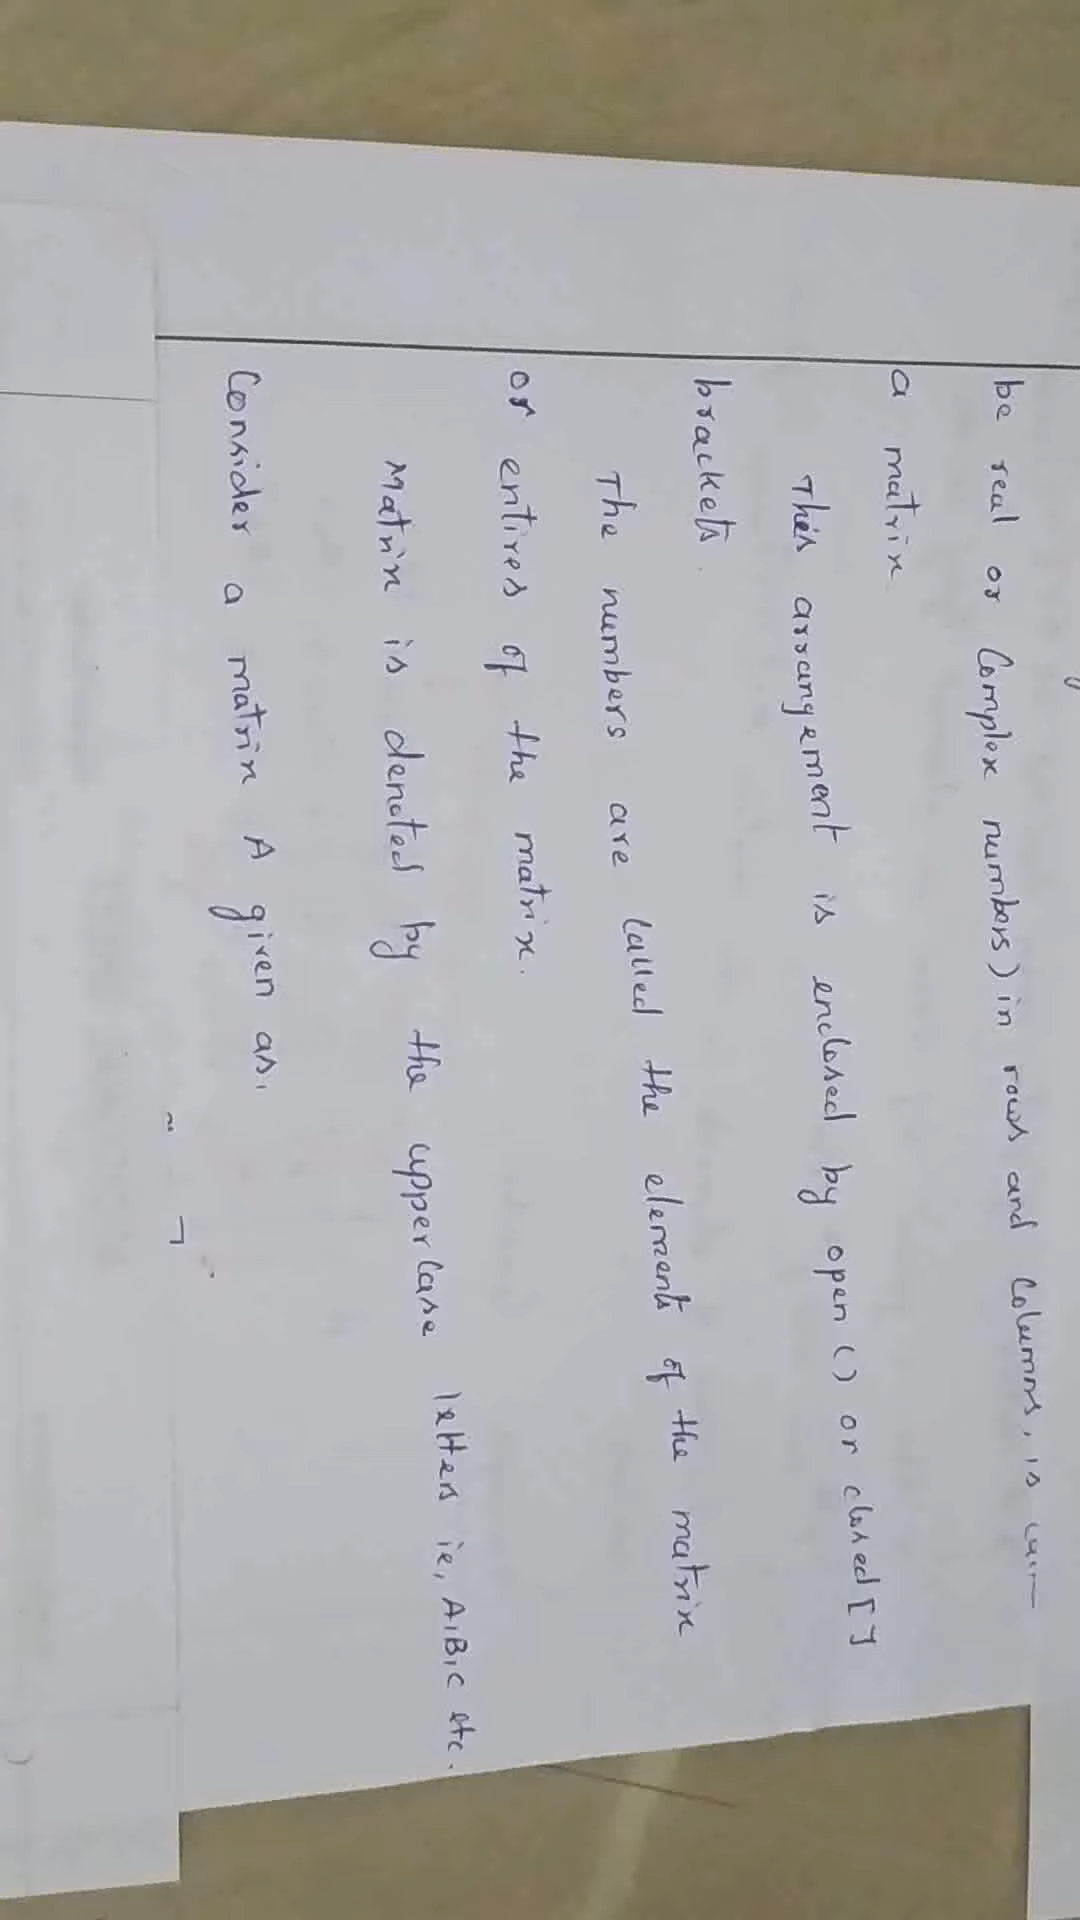 be real or Complex numbers) in rows and Columns, is
a matrix
This arrangement is enclosed by open () or closed []
brackets.
The numbers are Called the elements of the matrix
or entires of the matrix.
Matrix is denoted by the upper Case letters ie, A,B,C etc.
Consider a matrix A given as,